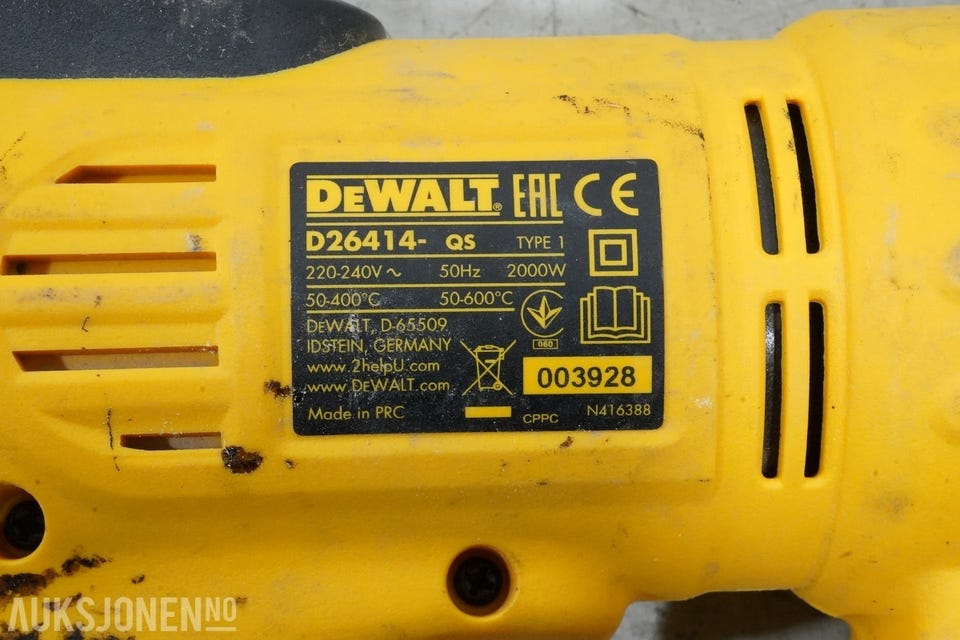 DEWALT® EAC CE
D26414- QS TYPE 1
220-240V ~ 50Hz 2000W
50-400°C 50-600°C
DEWALT, D-65509
IDSTEIN, GERMANY
060
www.2helpU.com
www.DEWALT.com
003928
Made in PRC
CPPC
N416388
AUKSJONEN.NO